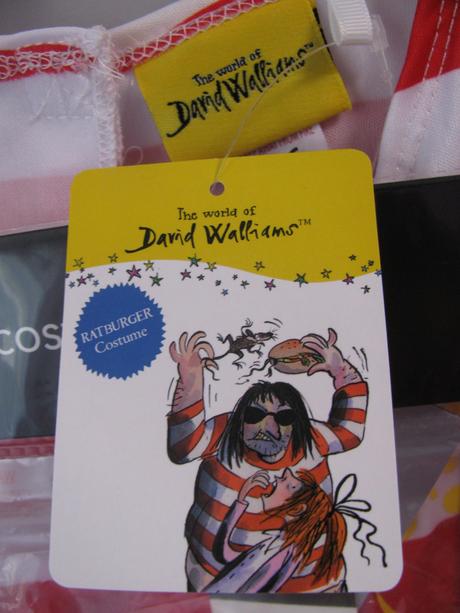 The world of
David Walliams™
The world of
David Walliams™
RATBURGER
Costume
COS